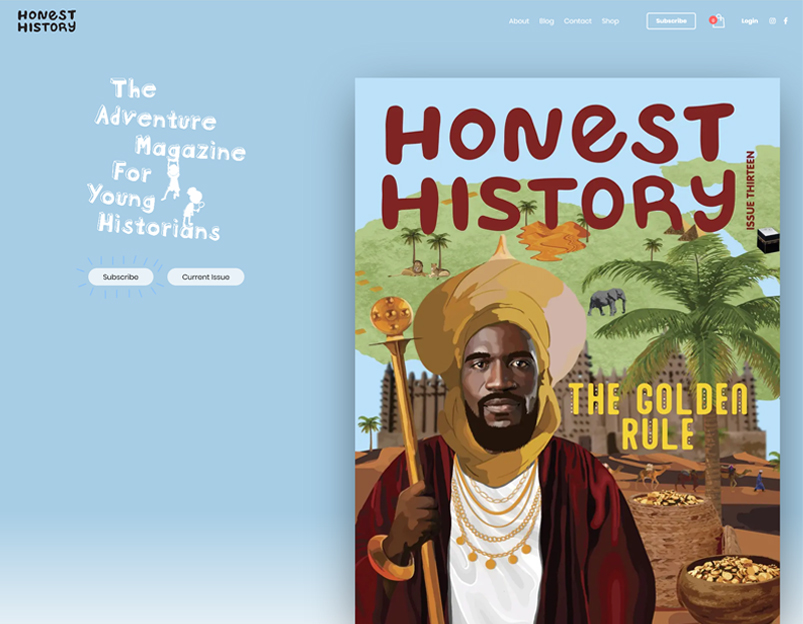 HONEST
HISTORY
About Blog Contact Shop
Subscribe
0
Login
The
Adventure
Magazine
For
Young
Historians
Subscribe
Current Issue
HONEST
HISTORY
ISSUE THIRTEEN
THE GOLDEN
RULE